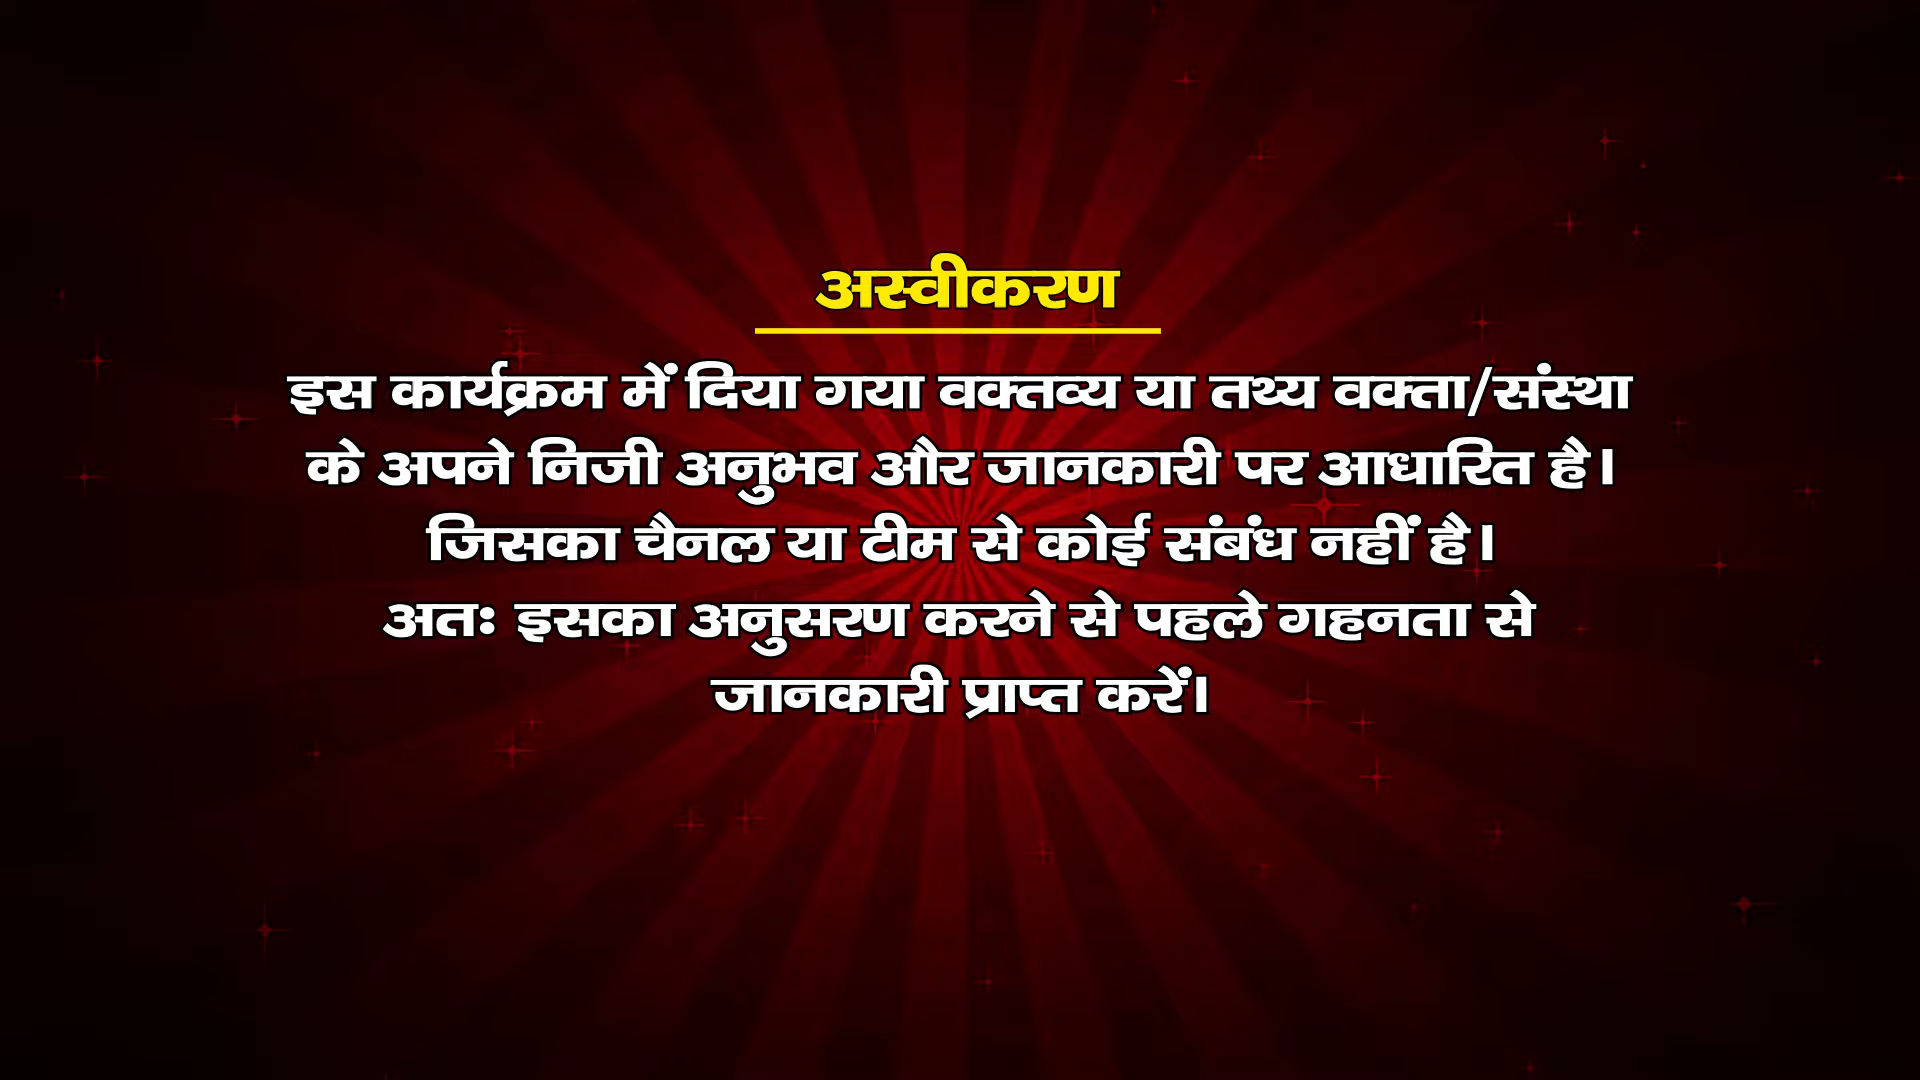 अस्वीकरण
इस कार्यक्रम में दिया गया वक्तव्य या तथ्य वक्ता/संस्था
के अपने निजी अनुभव और जानकारी पर आधारित है।
जिसका चैनल या टीम से कोई संबंध नहीं है।
अतः इसका अनुसरण करने से पहले गहनता से
जानकारी प्राप्त करें।